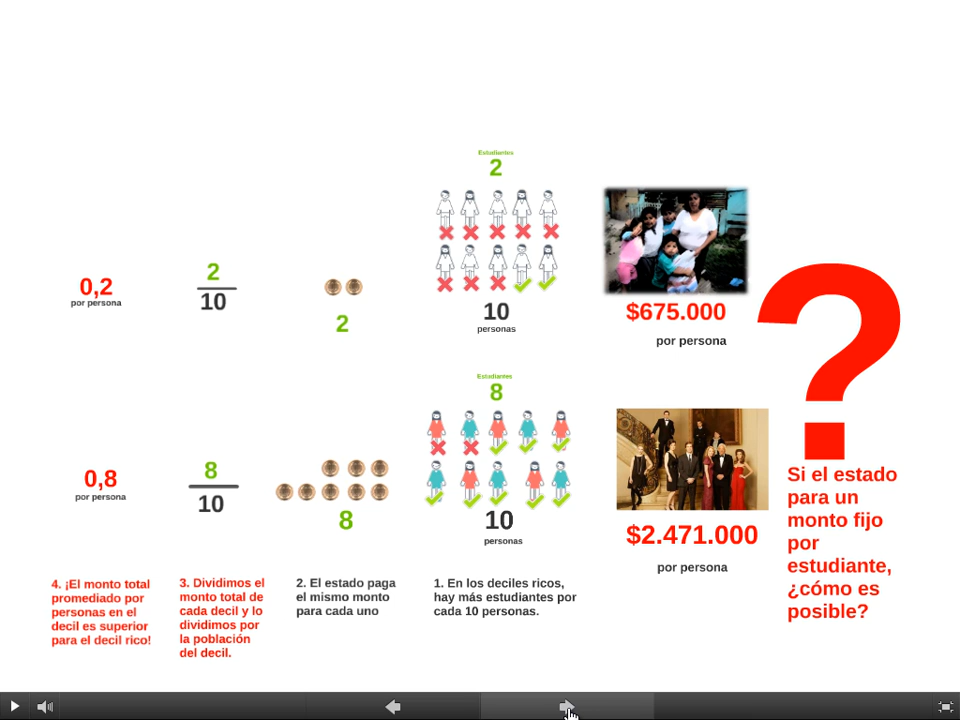 Estudientes
2
0,2
por persona
2
10
2
10
personas
$675.000
por persona
?
Estudiantes
8
0,8
por persona
8
10
8
10
personas
$2.471.000
por persona
Si el estado
para un
monto fijo
por
estudiante,
¿cómo es
posible?
4. ¡El monto total
promediado por
personas en el
decil es superior
para el decil rico!
3. Dividimos el
monto total de
cada decil y lo
dividimos por
la población
del decil.
2. El estado paga
el mismo monto
para cada uno
1. En los deciles ricos,
hay más estudiantes por
cada 10 personas.